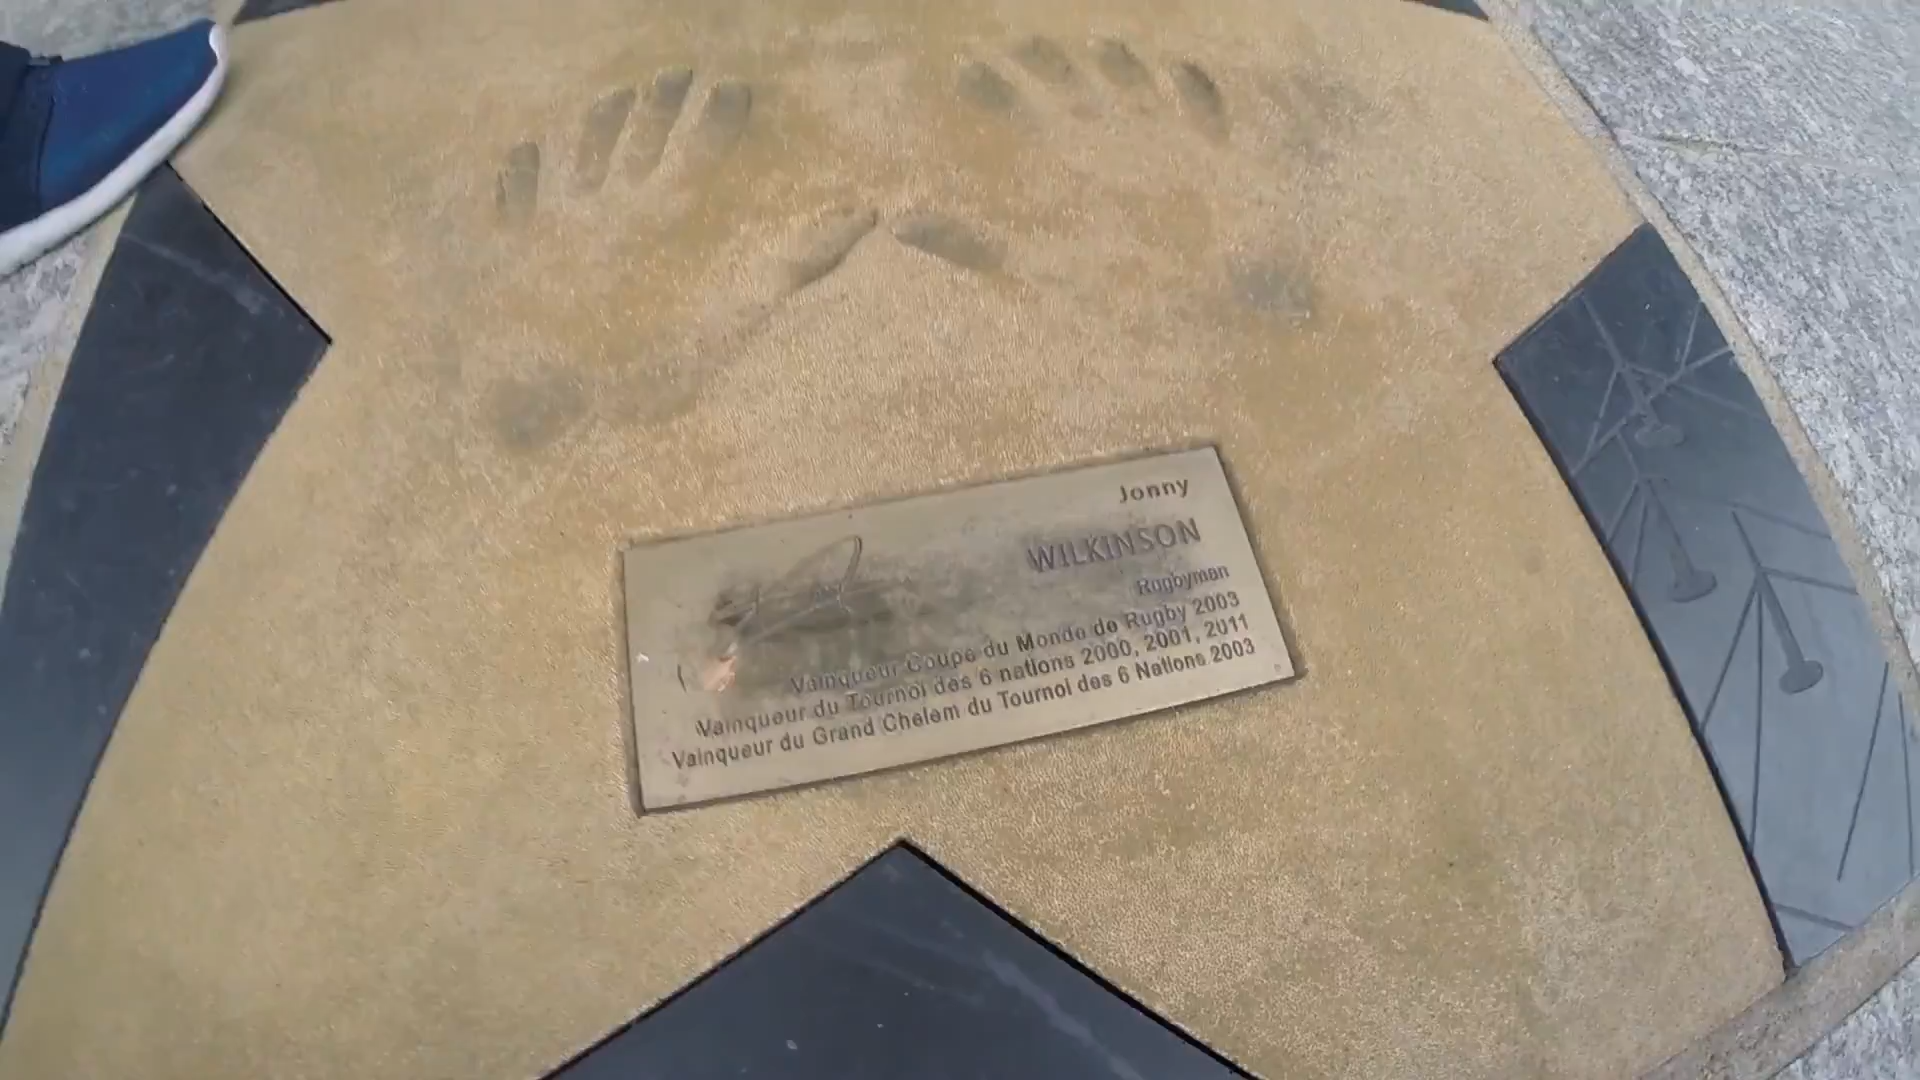 Jonny
WILKINSON
Rugbyman
Vainqueur Coupe du Monde de Rugby 2003
Vainqueur du Tournoi des 6 nations 2000, 2001, 2011
Vainqueur du Grand Chelem du Tournoi des 6 Nations 2003